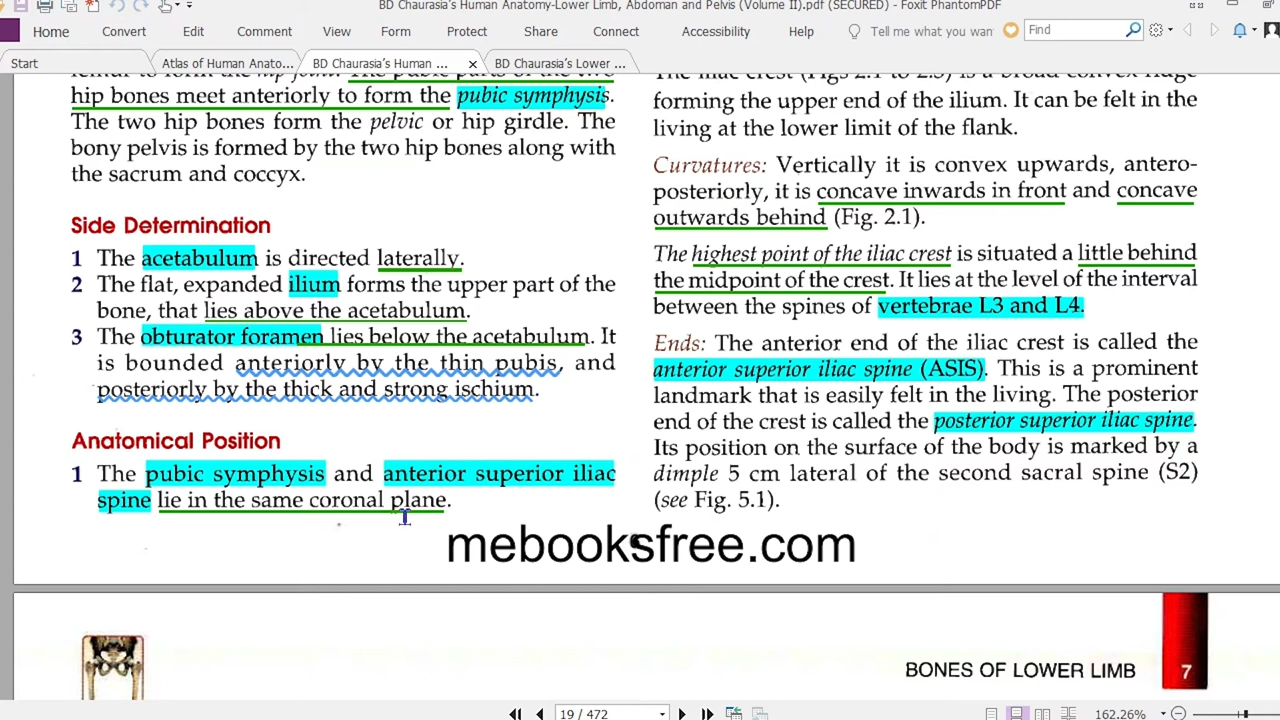 BD Chaurasia's Human Anatomy-Lower Limb, Abdoman and Pelvis (Volume II).pdf (SECURED) - Foxit PhantomPDF
Home Convert Edit Comment View Form Protect Share Connect Accessibility Help Tell me what you wan Find
Start Atlas of Human Anato... BD Chaurasia's Human ... × BD Chaurasia's Lower ...
hip bones meet anteriorly to form the pubic symphysis.
The two hip bones form the pelvic or hip girdle. The
bony pelvis is formed by the two hip bones along with
the sacrum and coccyx.
Side Determination
1 The acetabulum is directed laterally.
2 The flat, expanded ilium forms the upper part of the
bone, that lies above the acetabulum.
3 The obturator foramen lies below the acetabulum. It
is bounded anteriorly by the thin pubis, and
posteriorly by the thick and strong ischium.
Anatomical Position
1 The pubic symphysis and anterior superior iliac
spine lie in the same coronal plane.
The iliac crest (Figs 2.1 to 2.3) is a broad convex ridge
forming the upper end of the ilium. It can be felt in the
living at the lower limit of the flank.
Curvatures: Vertically it is convex upwards, antero-
posteriorly, it is concave inwards in front and concave
outwards behind (Fig. 2.1).
The highest point of the iliac crest is situated a little behind
the midpoint of the crest. It lies at the level of the interval
between the spines of vertebrae L3 and L4.
Ends: The anterior end of the iliac crest is called the
anterior superior iliac spine (ASIS). This is a prominent
landmark that is easily felt in the living. The posterior
end of the crest is called the posterior superior iliac spine.
Its position on the surface of the body is marked by a
dimple 5 cm lateral of the second sacral spine (S2)
(see Fig. 5.1).
mebooksfree.com
BONES OF LOWER LIMB 7
19 / 472 162.26%